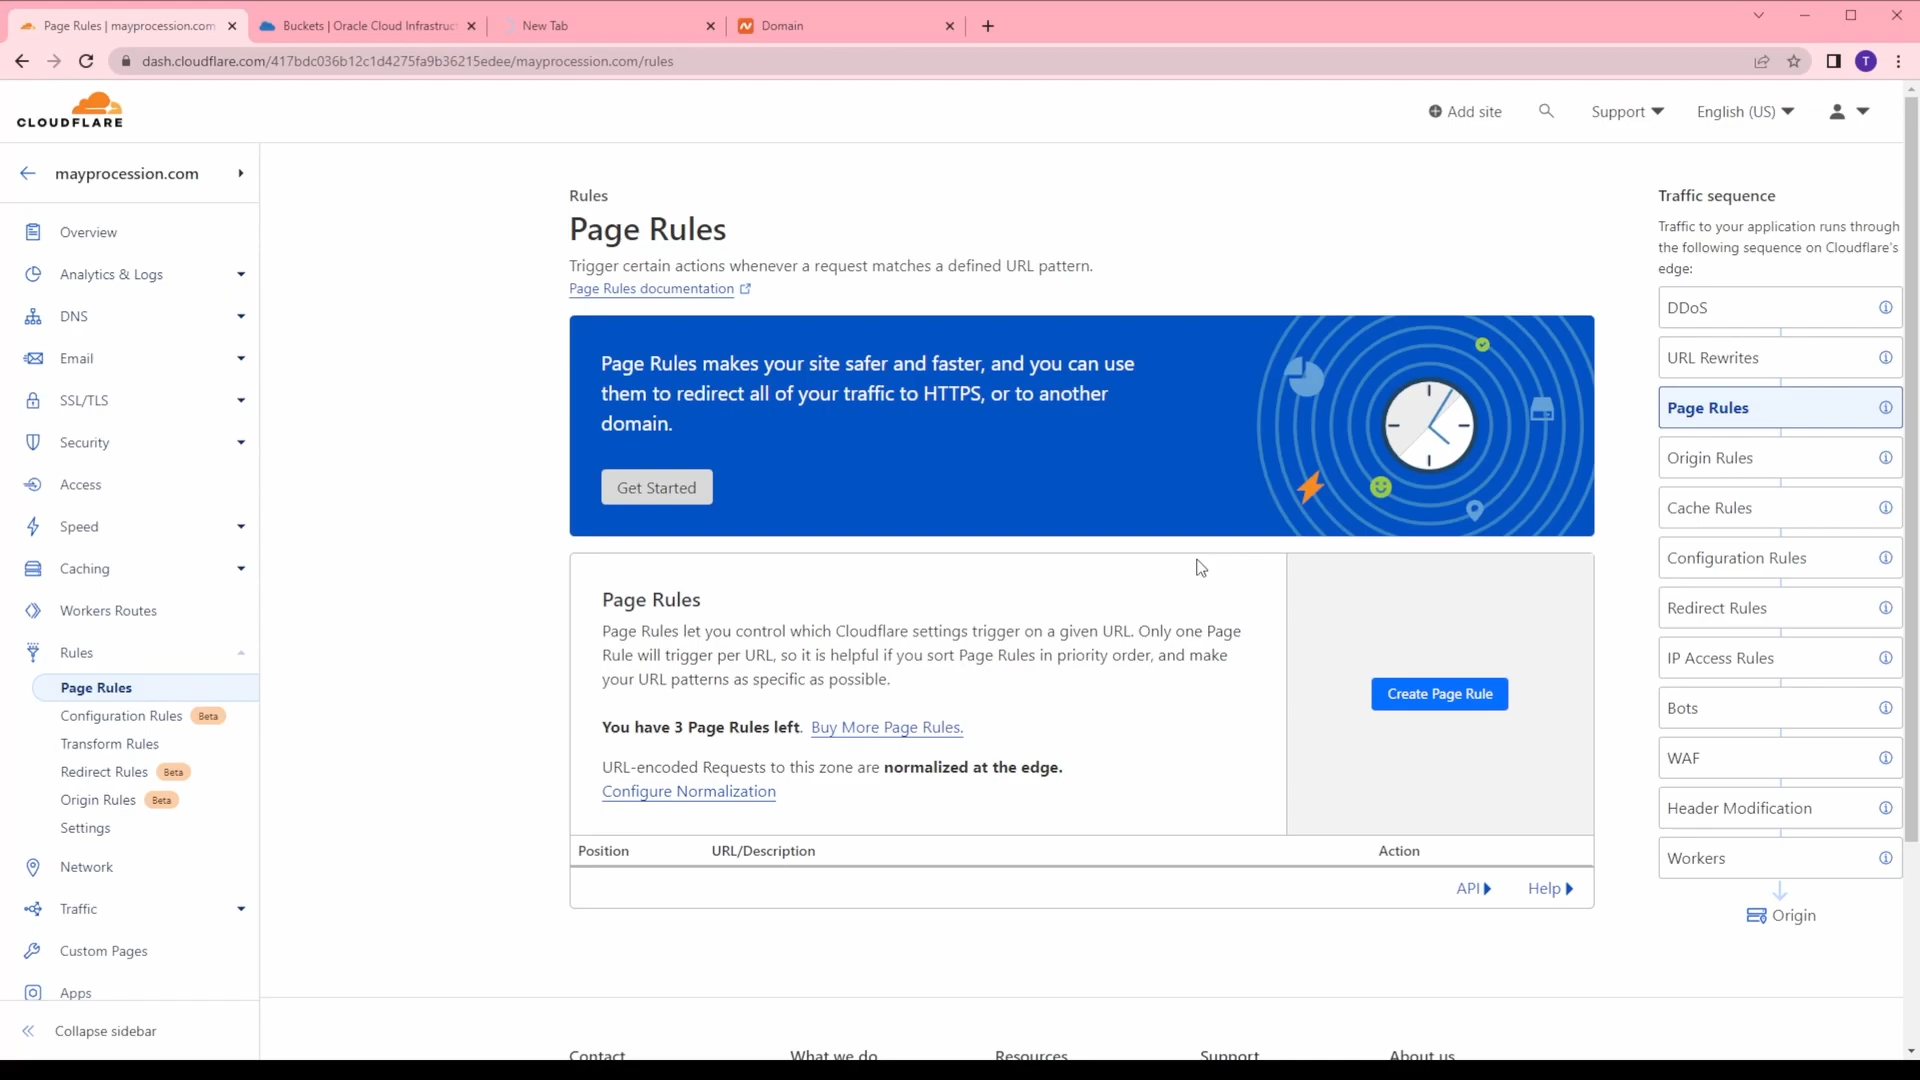 Page Rules | mayprocession.com
Buckets | Oracle Cloud Infrastruct
New Tab
Domain
dash.cloudflare.com/417bdc036b12c1d4275fa9b36215edee/mayprocession.com/rules
T
CLOUDFLARE
Add site
Support
English (US)
mayprocession.com
Overview
Analytics & Logs
DNS
Email
SSL/TLS
Security
Access
Speed
Caching
Workers Routes
Rules
Page Rules
Configuration Rules Beta
Transform Rules
Redirect Rules Beta
Origin Rules Beta
Settings
Network
Traffic
Custom Pages
Apps
Collapse sidebar
Rules
Page Rules
Trigger certain actions whenever a request matches a defined URL pattern.
Page Rules documentation
Page Rules makes your site safer and faster, and you can use
them to redirect all of your traffic to HTTPS, or to another
domain.
Get Started
Page Rules
Page Rules let you control which Cloudflare settings trigger on a given URL. Only one Page
Rule will trigger per URL, so it is helpful if you sort Page Rules in priority order, and make
your URL patterns as specific as possible.
You have 3 Page Rules left. Buy More Page Rules.
URL-encoded Requests to this zone are normalized at the edge.
Configure Normalization
Create Page Rule
Position URL/Description Action
API Help
Traffic sequence
Traffic to your application runs through
the following sequence on Cloudflare's
edge:
DDoS
URL Rewrites
Page Rules
Origin Rules
Cache Rules
Configuration Rules
Redirect Rules
IP Access Rules
Bots
WAF
Header Modification
Workers
Origin
Contact What we do Resources Support About us